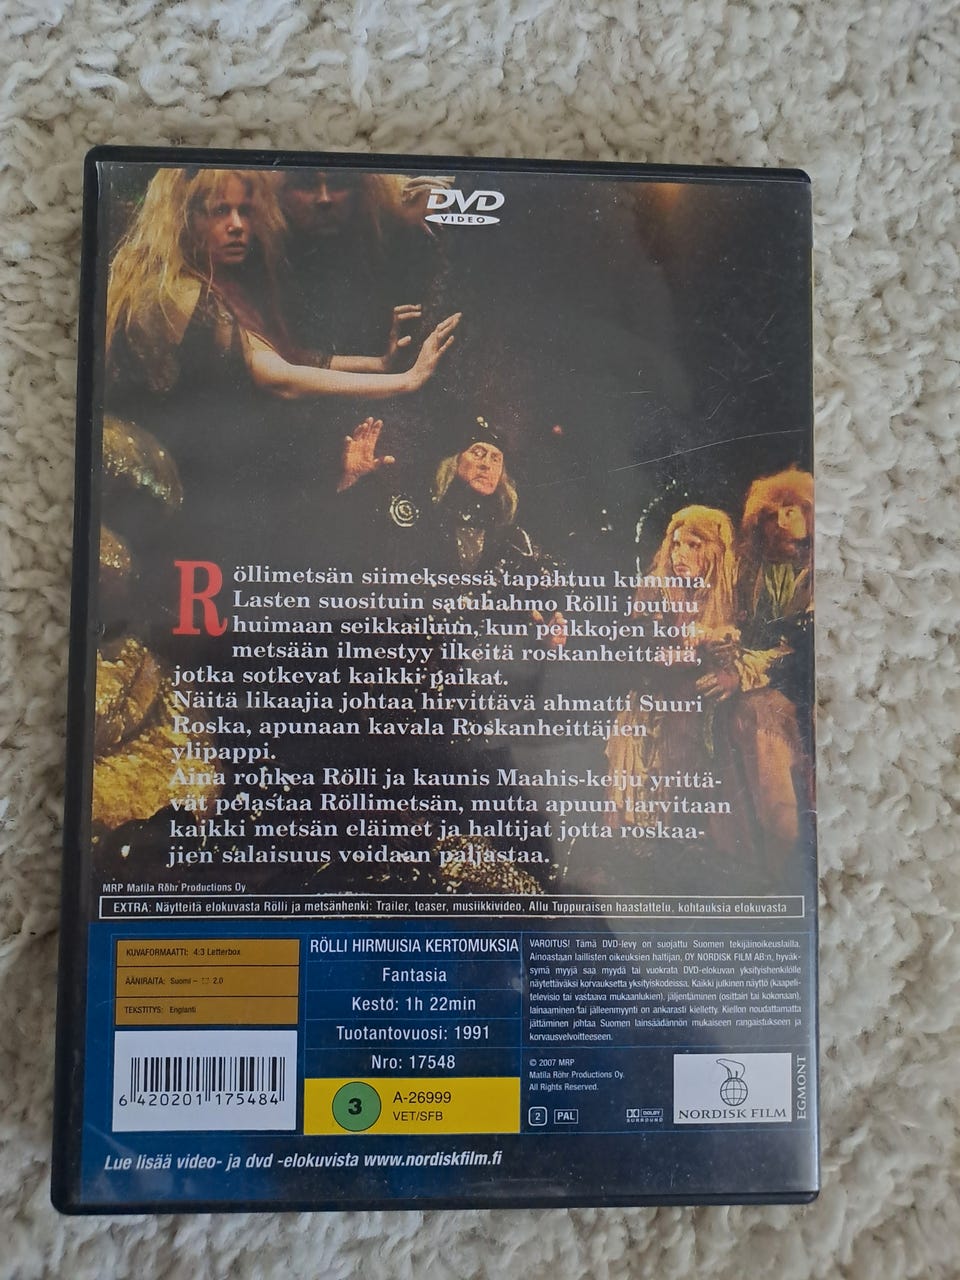 DVD
VIDEO
Röllimetsän siimeksessä tapahtuu kummia.
Lasten suosituin satuhahmo Rölli joutuu
huimaan seikkailuun, kun peikkojen koti-
metsään ilmestyy ilkeitä roskanheittäjiä,
jotka sotkevat kaikki paikat.
Näitä likaajia johtaa hirvittävä ahmatti Suuri
Roska, apunaan kavala Roskanheittäjien
ylipappi.
Aina rohkea Rölli ja kaunis Maahis-keiju yrittä-
vät pelastaa Röllimetsän, mutta apuun tarvitaan
kaikki metsän eläimet ja haltijat jotta roskaa-
jien salaisuus voidaan paljastaa.
MRP Matila Röhr Productions Oy
EXTRA: Näytteitä elokuvasta Rölli ja metsänhenki: Trailer, teaser, musiikkivideo, Allu Tuppuraisen haastattelu, kohtauksia elokuvasta
KUVAFORMAATTI: 4:3 Letterbox
ÄÄNIRAITA: Suomi – 2.0
TEKSTITYS: Englanti
6 420201 175484
RÖLLI HIRMUISIA KERTOMUKSIA
Fantasia
Kesto: 1h 22min
Tuotantovuosi: 1991
Nro: 17548
3
A-26999
VET/SFB
VAROITUS! Tämä DVD-levy on suojattu Suomen tekijäinoikeuslailla.
Ainoastaan laillisten oikeuksien haltijan, OY NORDISK FILM AB:n, hyväk-
symä myyjä saa myydä tai vuokrata DVD-elokuvan yksityishenkilöille
näytettäväksi korvauksetta yksityiskodeissa. Kaikki julkinen näyttö (kaapeli-
televisio tai vastaava mukaanlukien), jäljentäminen (osittain tai kokonaan),
lainaaminen tai jälleenmyynti on ankarasti kielletty. Kiellon noudattamatta
jättäminen johtaa Suomen lainsäädännön mukaiseen rangaistukseen ja
korvausvelvoitteeseen.
© 2007 MRP
Matila Röhr Productions Oy.
All Rights Reserved.
2
PAL
DOLBY
SURROUND
NORDISK FILM
EGMONT
Lue lisää video- ja dvd -elokuvista www.nordiskfilm.fi